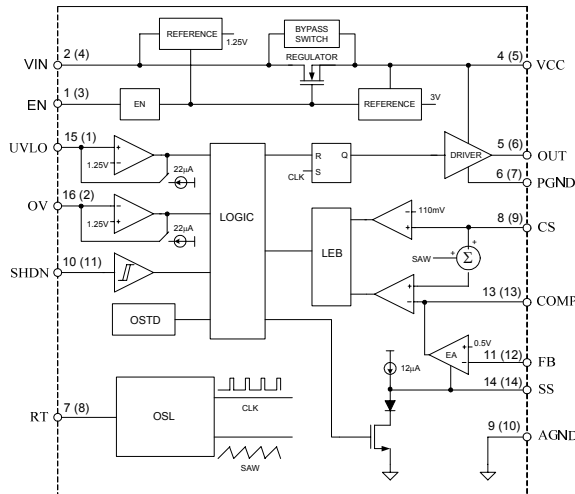 REFERENCE
1.25V
BYPASS
SWITCH
REGULATOR
VIN
2 (4)
4 (5)
VCC
EN
1 (3)
EN
REFERENCE
3V
UVLO
15 (1)
+
1.25V
−
22µA
R
Q
S
CLK
DRIVER
5 (6)
OUT
6 (7)
PGND
OV
16 (2)
+
1.25V
−
22µA
LOGIC
LEB
−
110mV
+
8 (9)
CS
+
+
SAW
Σ
SHDN
10 (11)
+
−
13 (13)
COMP
OSTD
EA
+
0.5V
−
11 (12)
FB
12µA
14 (14)
SS
RT
7 (8)
OSL
CLK
SAW
9 (10)
AGND